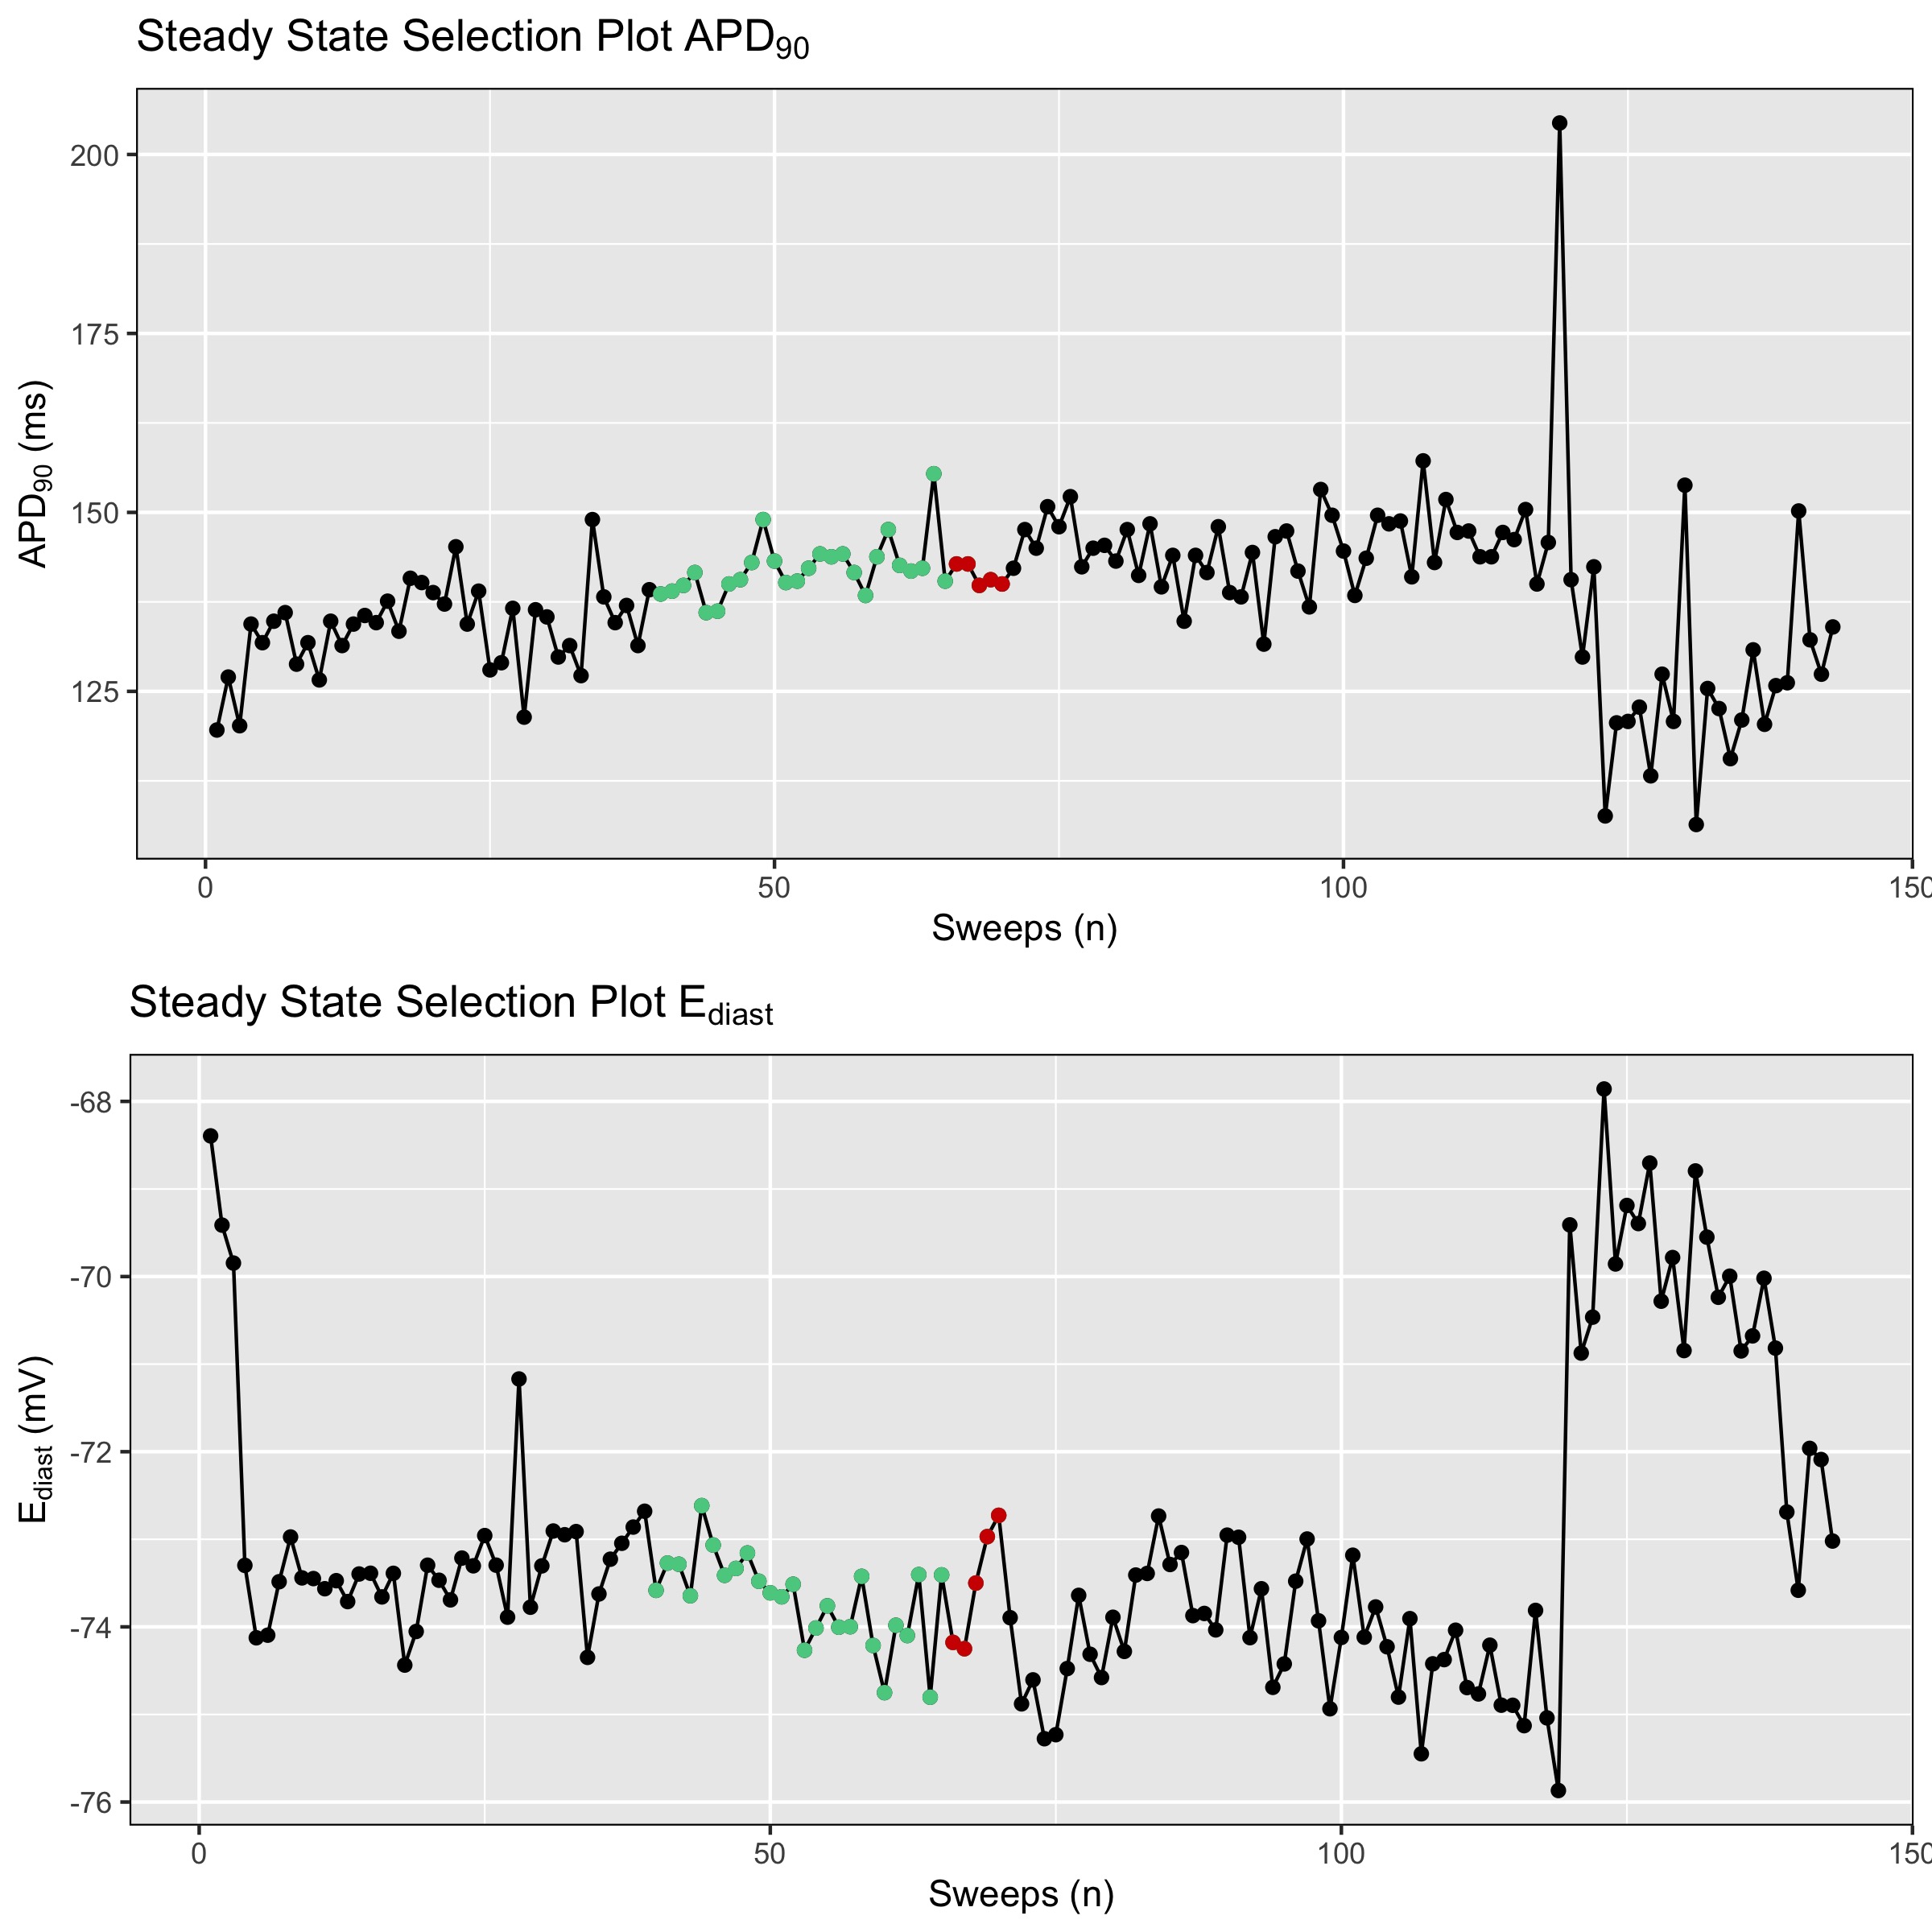 Steady State Selection Plot APD90
200
175
150
125
APD90 (ms)
0 50 100 150
Sweeps (n)
Steady State Selection Plot Ediast
-68
-70
-72
-74
-76
Ediast (mV)
0 50 100 150
Sweeps (n)